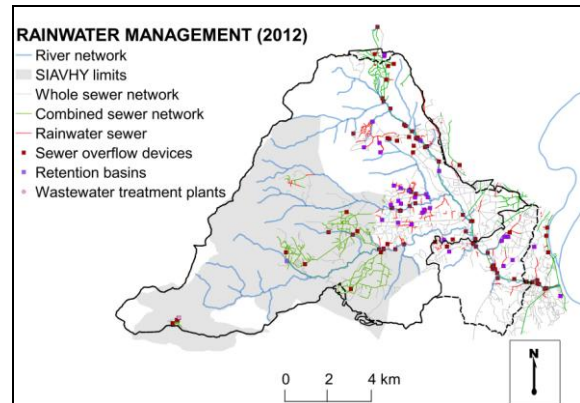 RAINWATER MANAGEMENT (2012)
River network
SIAVHY limits
Whole sewer network
Combined sewer network
Rainwater sewer
Sewer overflow devices
Retention basins
Wastewater treatment plants
0 2 4 km
N